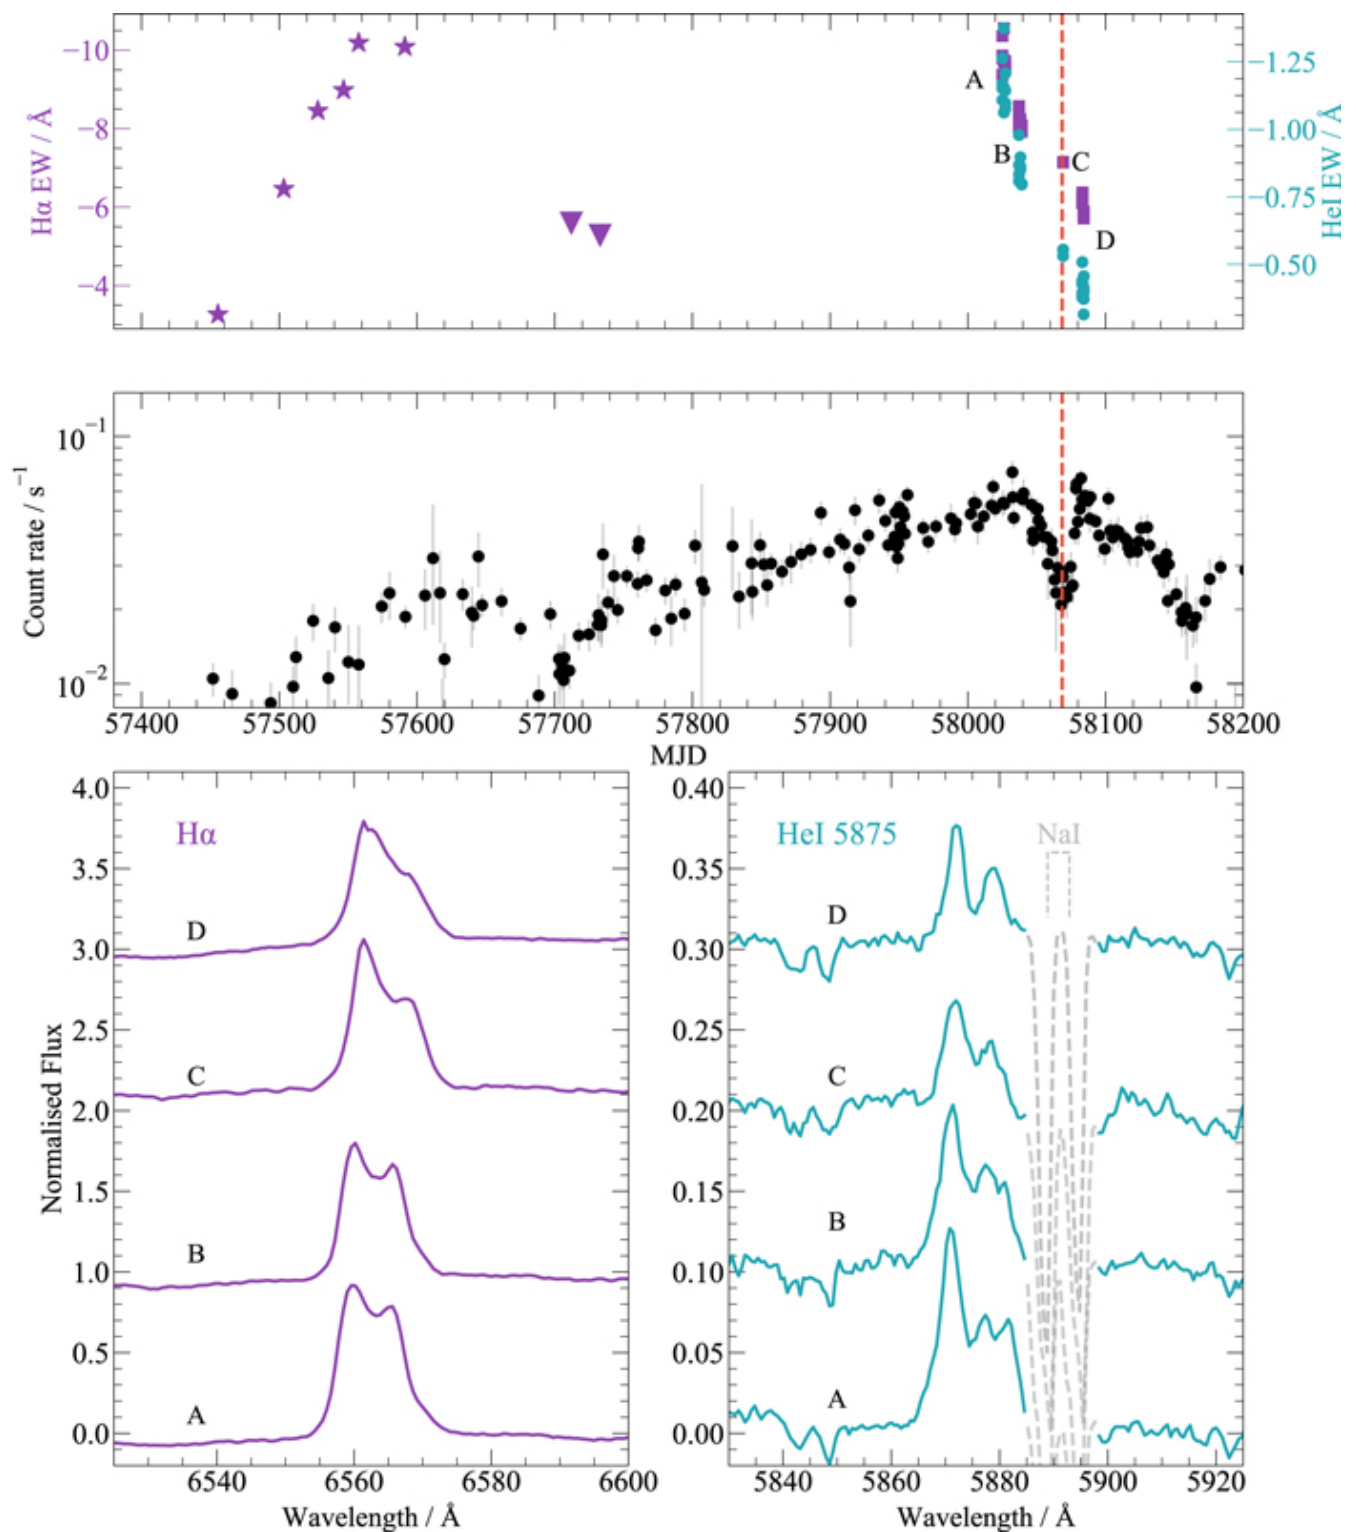 −10
−8
−6
−4
Hα EW / Å
A
B
C
D
−1.25
−1.00
−0.75
−0.50
HeI EW / Å
10⁻¹
10⁻²
Count rate / s⁻¹
57400 57500 57600 57700 57800 57900 58000 58100 58200
MJD
4.0
3.5
3.0
2.5
2.0
1.5
1.0
0.5
0.0
Normalised Flux
Hα
D
C
B
A
6540 6560 6580 6600
Wavelength / Å
0.40
0.35
0.30
0.25
0.20
0.15
0.10
0.05
0.00
HeI 5875
NaI
D
C
B
A
5840 5860 5880 5900 5920
Wavelength / Å